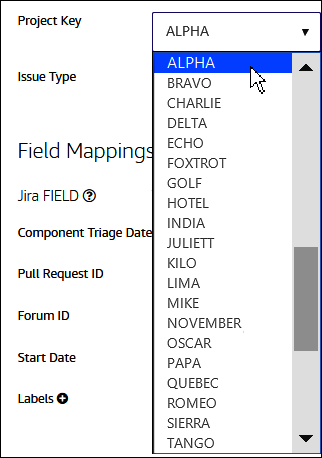 Project Key
ALPHA
Issue Type
ALPHA
BRAVO
CHARLIE
DELTA
ECHO
FOXTROT
GOLF
HOTEL
INDIA
JULIETT
KILO
LIMA
MIKE
NOVEMBER
OSCAR
PAPA
QUEBEC
ROMEO
SIERRA
TANGO
Field Mappings
Jira FIELD
Component Triage Date
Pull Request ID
Forum ID
Start Date
Labels